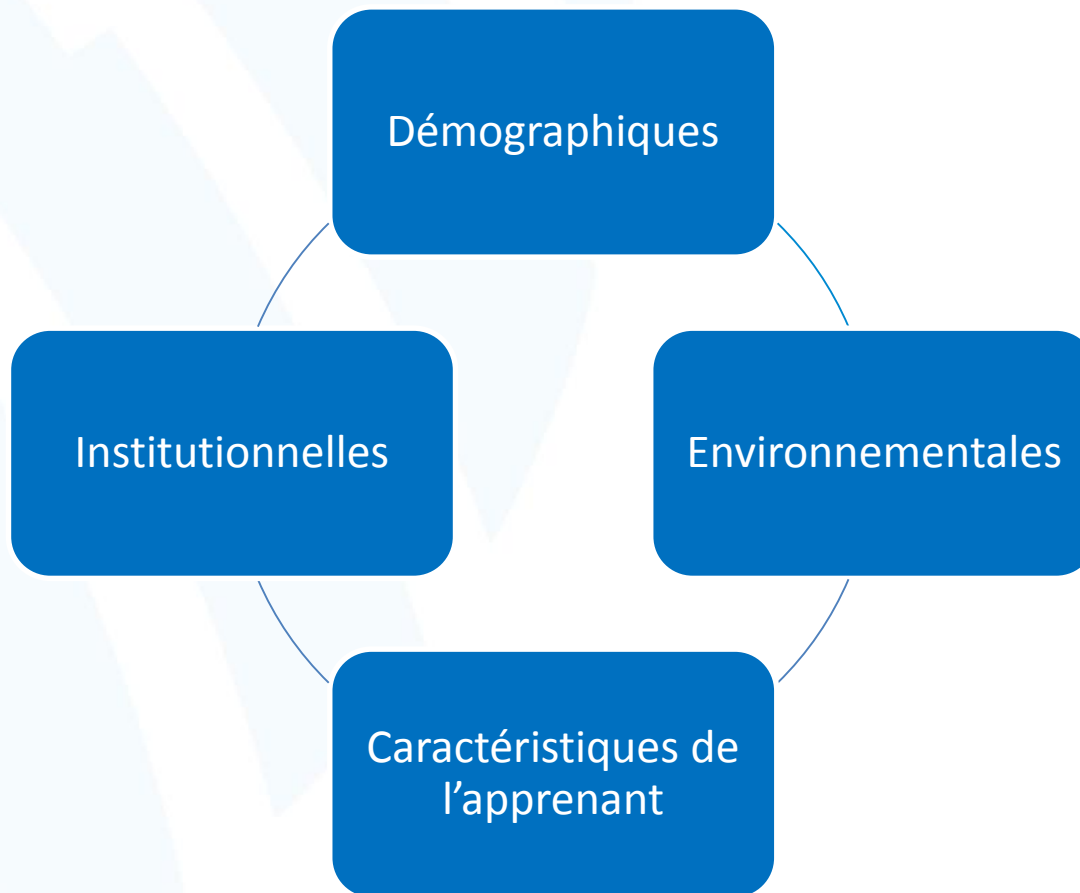 Démographiques
Institutionnelles
Environnementales
Caractéristiques de
l’apprenant